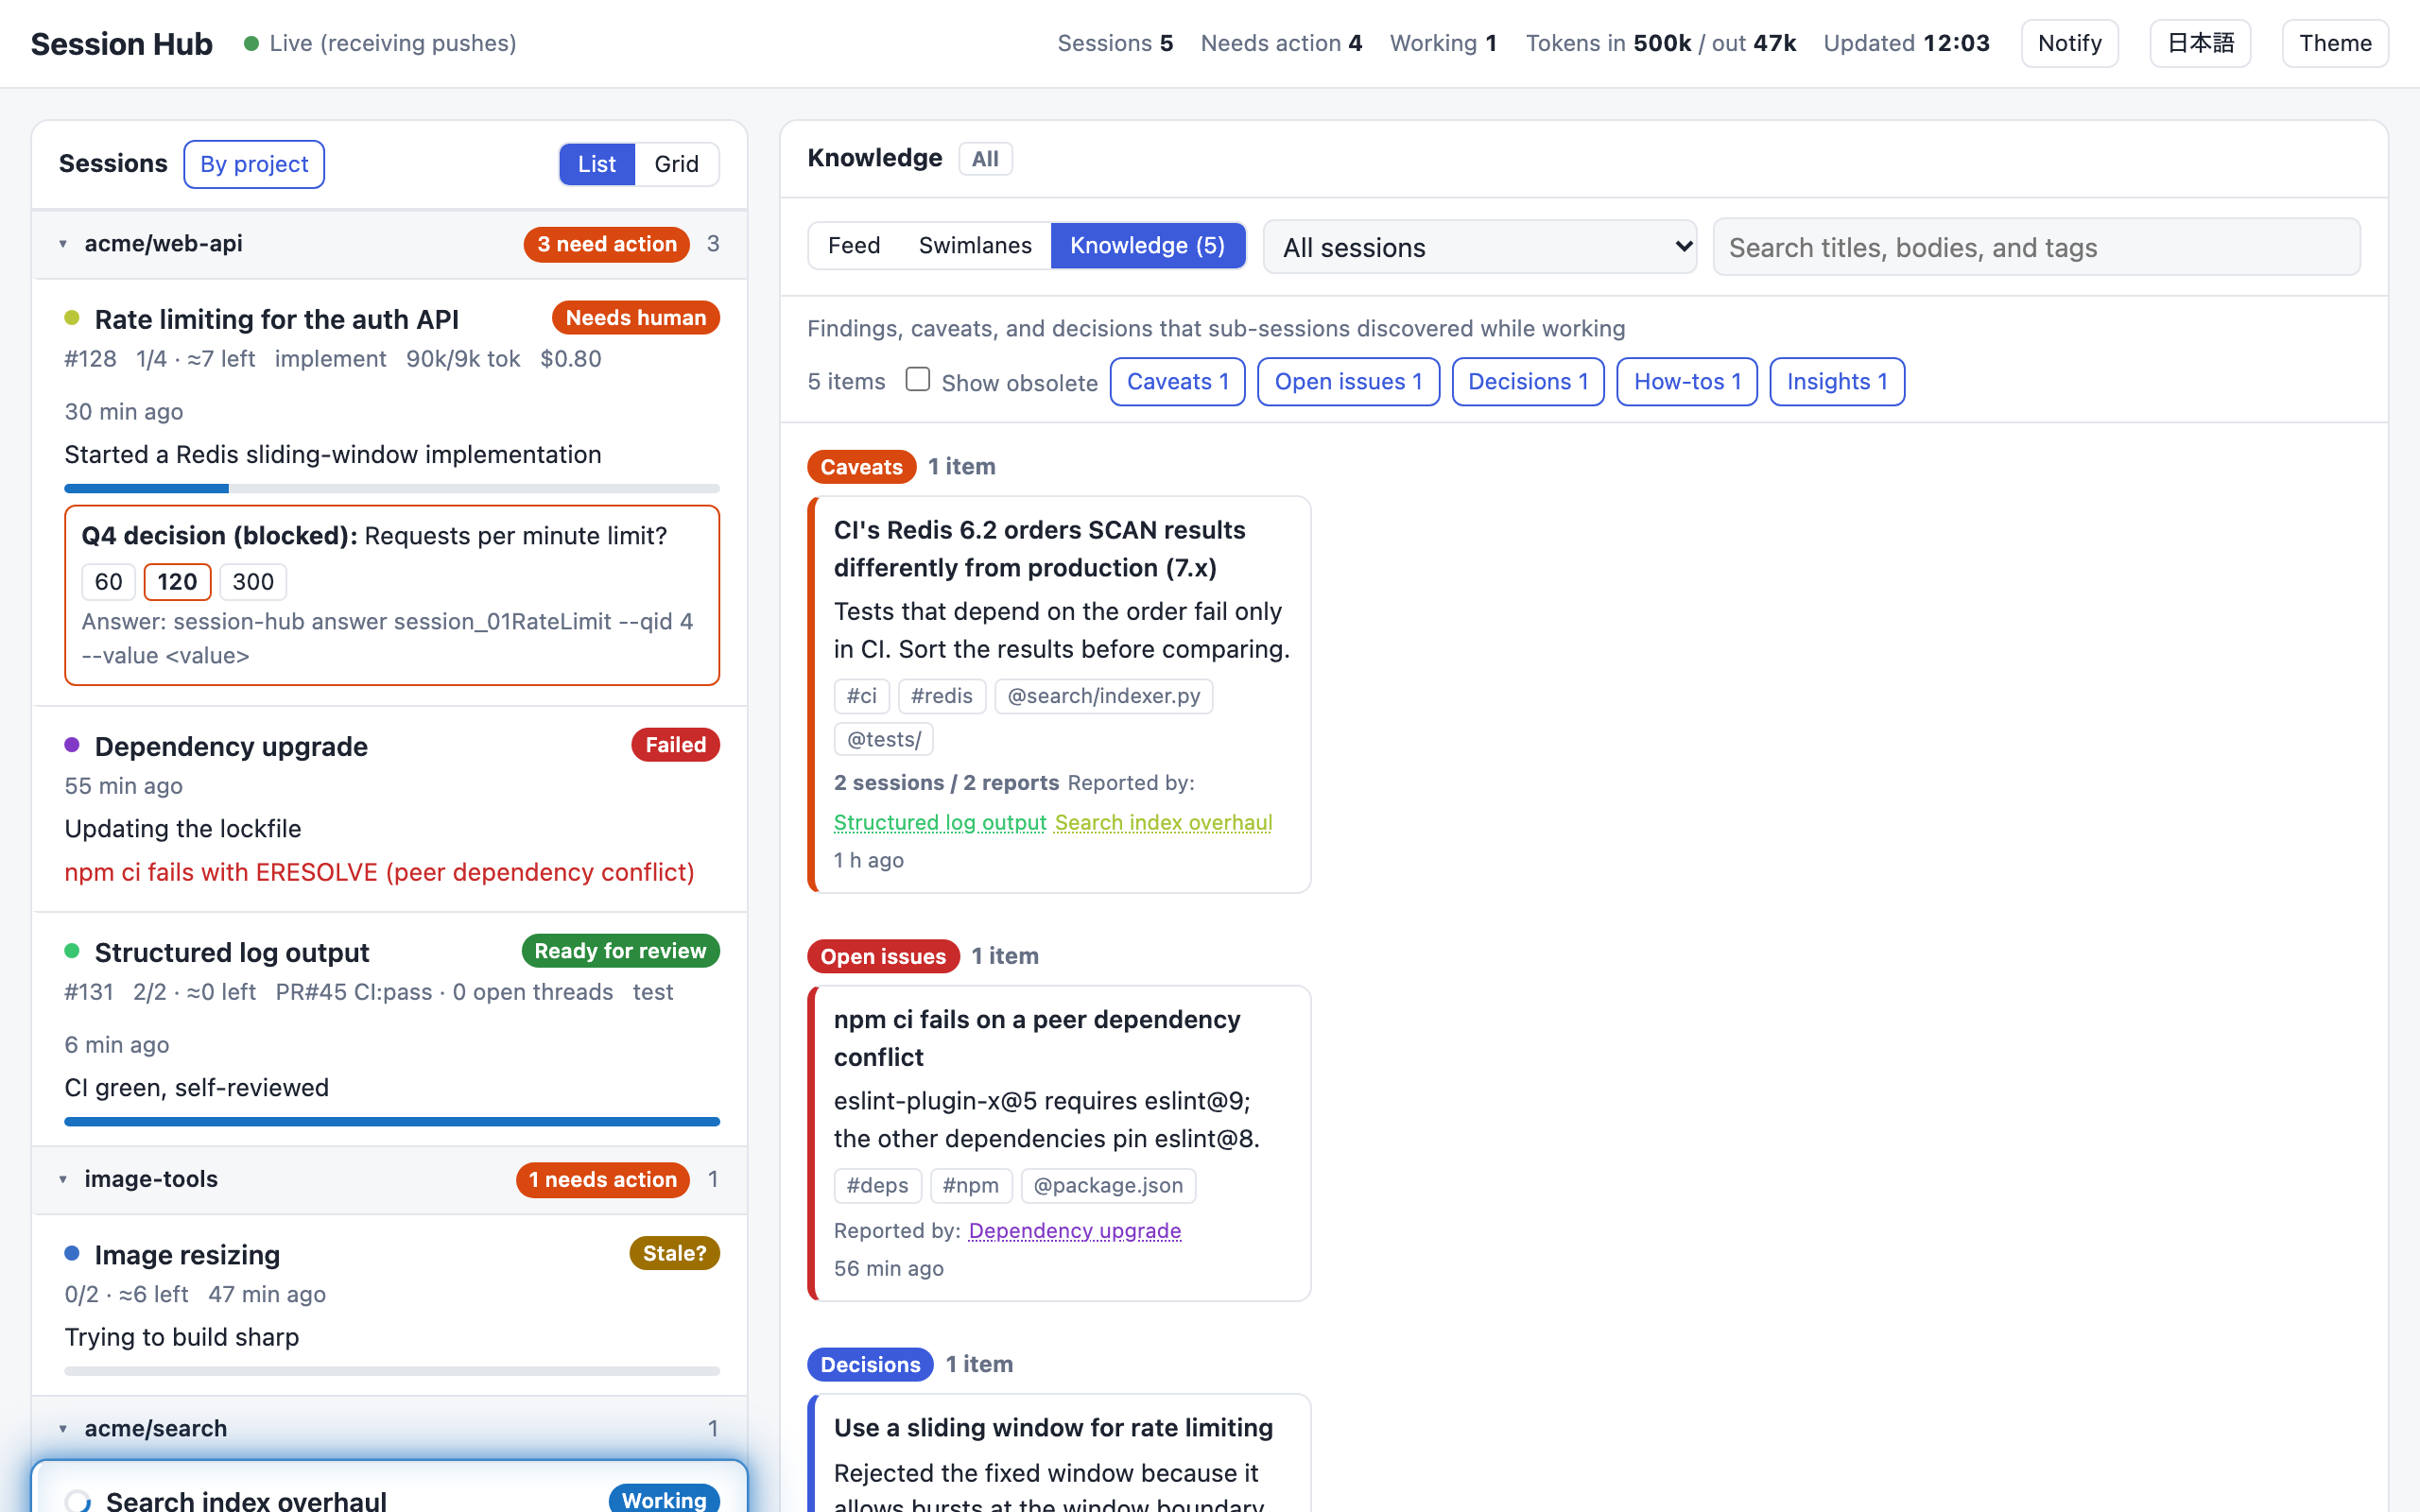 Session Hub
Live (receiving pushes)
Sessions 5 Needs action 4 Working 1 Tokens in 500k / out 47k Updated 12:03
Notify
日本語
Theme
Sessions
By project
List
Grid
acme/web-api
3 need action
3
Rate limiting for the auth API
Needs human
#128 1/4 · ≈7 left implement 90k/9k tok $0.80
30 min ago
Started a Redis sliding-window implementation
Q4 decision (blocked): Requests per minute limit?
60
120
300
Answer: session-hub answer session_01RateLimit --qid 4
--value <value>
Dependency upgrade
Failed
55 min ago
Updating the lockfile
npm ci fails with ERESOLVE (peer dependency conflict)
Structured log output
Ready for review
#131 2/2 · ≈0 left PR#45 CI:pass · 0 open threads test
6 min ago
CI green, self-reviewed
image-tools
1 needs action
1
Image resizing
Stale?
0/2 · ≈6 left 47 min ago
Trying to build sharp
acme/search
1
Search index overhaul
Working
Knowledge
All
Feed
Swimlanes
Knowledge (5)
All sessions
Search titles, bodies, and tags
Findings, caveats, and decisions that sub-sessions discovered while working
5 items
Show obsolete
Caveats 1
Open issues 1
Decisions 1
How-tos 1
Insights 1
Caveats
1 item
CI's Redis 6.2 orders SCAN results
differently from production (7.x)
Tests that depend on the order fail only
in CI. Sort the results before comparing.
#ci
#redis
@search/indexer.py
@tests/
2 sessions / 2 reports Reported by:
Structured log output Search index overhaul
1 h ago
Open issues
1 item
npm ci fails on a peer dependency
conflict
eslint-plugin-x@5 requires eslint@9;
the other dependencies pin eslint@8.
#deps
#npm
@package.json
Reported by: Dependency upgrade
56 min ago
Decisions
1 item
Use a sliding window for rate limiting
Rejected the fixed window because it
allows bursts at the window boundary